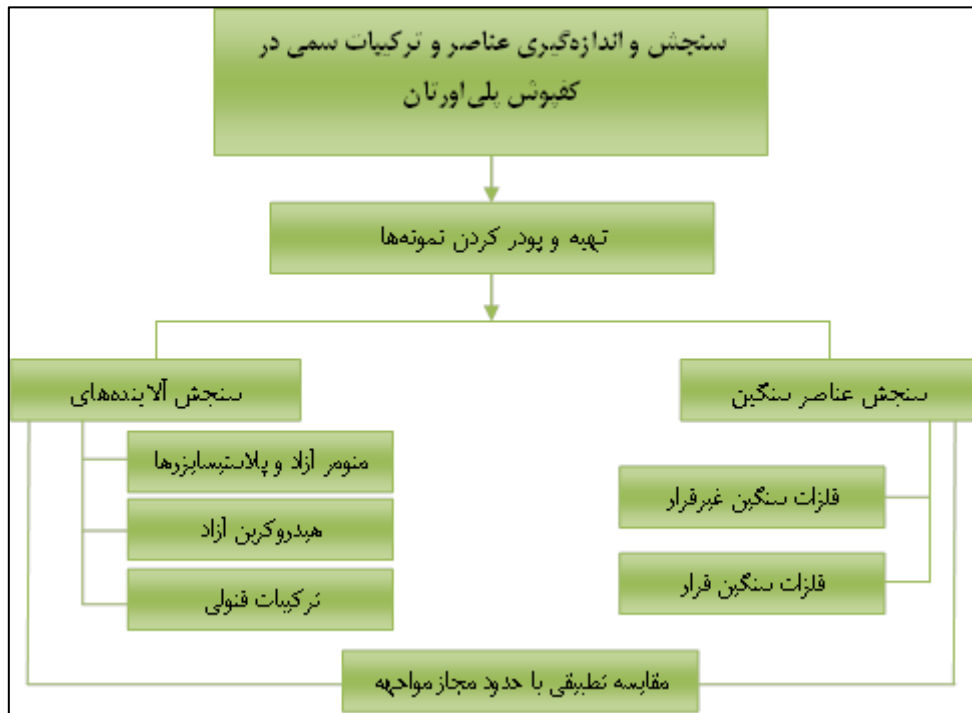 سنجش و اندازه‌گیری عناصر و ترکیبات سمی در
کفپوش پلی‌اورتان
تهیه و پودر کردن نمونه‌ها
سنجش عناصر سنگین
سنجش آلاینده‌های
فلزات سنگین غیرفرار
فلزات سنگین فرار
منومر آزاد و پلاستیسایزرها
هیدروکربن آزاد
ترکیبات فنولی
مقایسه تطبیقی با حدود مجاز مواجهه